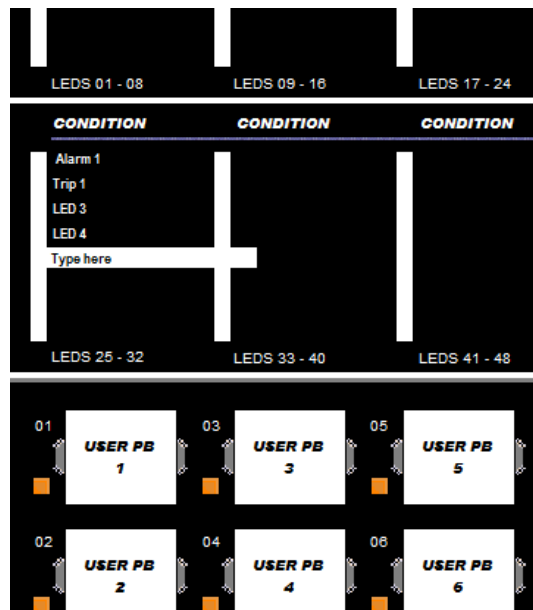 LEDS 01 - 08 LEDS 09 - 16 LEDS 17 - 24
CONDITION CONDITION CONDITION
Alarm 1
Trip 1
LED 3
LED 4
Type here
LEDS 25 - 32 LEDS 33 - 40 LEDS 41 - 48
01 03 05
USER PB USER PB USER PB
1 3 5
02 04 06
USER PB USER PB USER PB
2 4 6